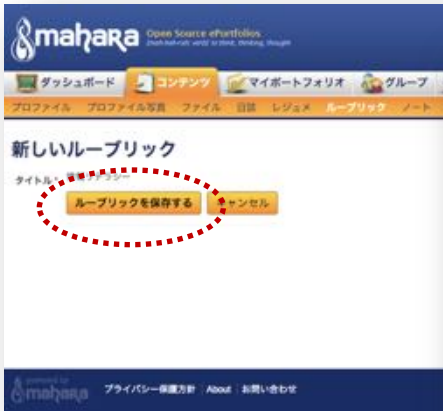 mahara Open Source ePortfolios
ダッシュボード コンテンツ マイポートフォリオ グループ
プロファイル プロファイル写真 ファイル 日誌 レジュメ ルーブリック ノート
新しいルーブリック
タイトル *
ルーブリックを保存する キャンセル
powered by
mahara プライバシー保護方針 About お問い合わせ